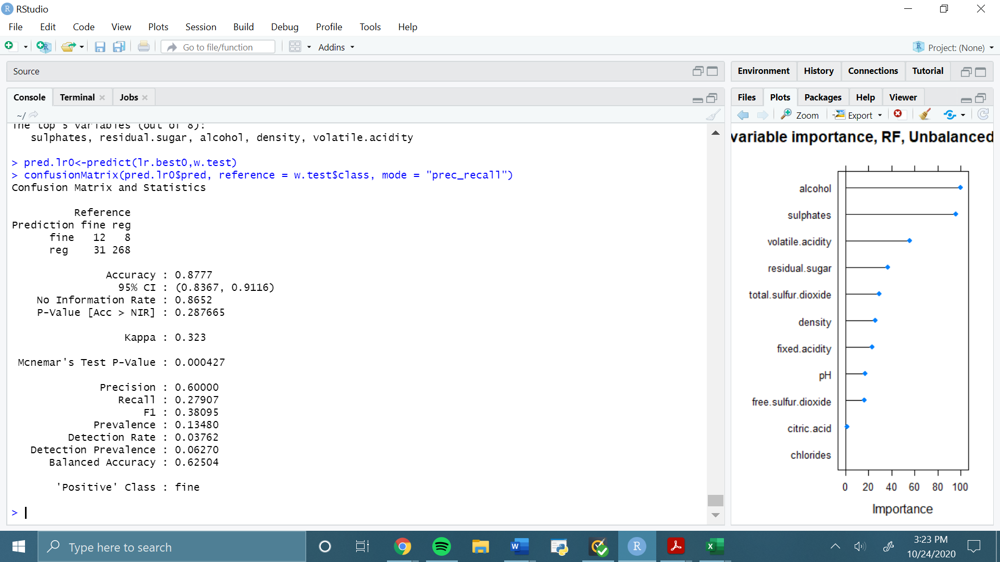 RStudio
File Edit Code View Plots Session Build Debug Profile Tools Help
Go to file/function Addins Project: (None)
Source
Console Terminal Jobs
~/
The top 5 variables (out of 8):
sulphates, residual.sugar, alcohol, density, volatile.acidity
> pred.lr0<-predict(lr.best0,w.test)
> confusionMatrix(pred.lr0$pred, reference = w.test$class, mode = "prec_recall")
Confusion Matrix and Statistics
Reference
Prediction fine reg
fine 12 8
reg 31 268
Accuracy : 0.8777
95% CI : (0.8367, 0.9116)
No Information Rate : 0.8652
P-Value [Acc > NIR] : 0.287665
Kappa : 0.323
Mcnemar's Test P-Value : 0.000427
Precision : 0.60000
Recall : 0.27907
F1 : 0.38095
Prevalence : 0.13480
Detection Rate : 0.03762
Detection Prevalence : 0.06270
Balanced Accuracy : 0.62504
'Positive' Class : fine
>
Environment History Connections Tutorial
Files Plots Packages Help Viewer
Zoom Export
variable importance, RF, Unbalanced
alcohol
sulphates
volatile.acidity
residual.sugar
total.sulfur.dioxide
density
fixed.acidity
pH
free.sulfur.dioxide
citric.acid
chlorides
0 20 40 60 80 100
Importance
Type here to search
3:23 PM
10/24/2020